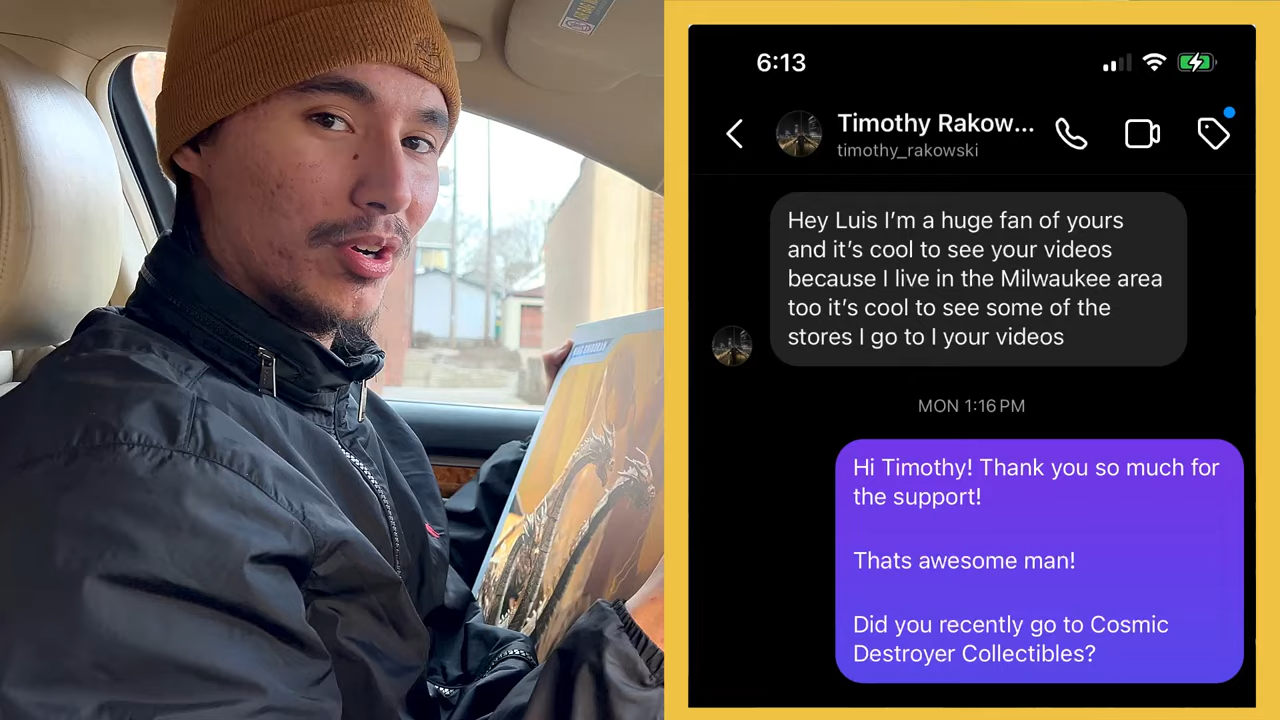 6:13
Timothy Rakow...
timothy_rakowski
Hey Luis I’m a huge fan of yours
and it’s cool to see your videos
because I live in the Milwaukee area
too it’s cool to see some of the
stores I go to I your videos
MON 1:16 PM
Hi Timothy! Thank you so much for
the support!
Thats awesome man!
Did you recently go to Cosmic
Destroyer Collectibles?